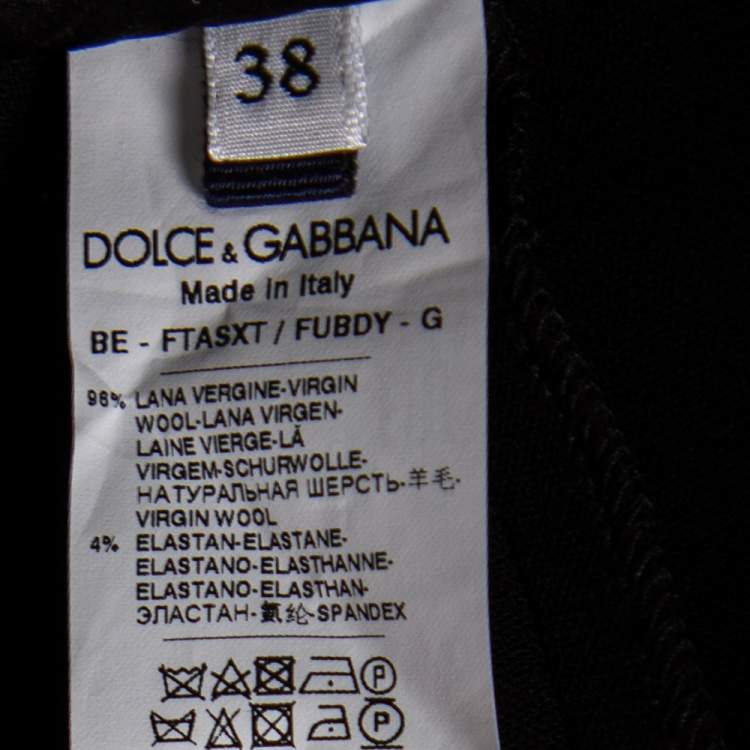 38
DOLCE & GABBANA
Made in Italy
BE - FTASXT / FUBDY - G
96% LANA VERGINE-VIRGIN
WOOL-LANA VIRGEN-
LAINE VIERGE-LÃ
VIRGEM-SCHURWOLLE-
НАТУРАЛЬНАЯ ШЕРСТЬ-羊毛-
VIRGIN WOOL
4% ELASTAN-ELASTANE-
ELASTANO-ELASTHANNE-
ELASTANO-ELASTHAN-
ЭЛАСТАН-氨纶-SPANDEX
P
P